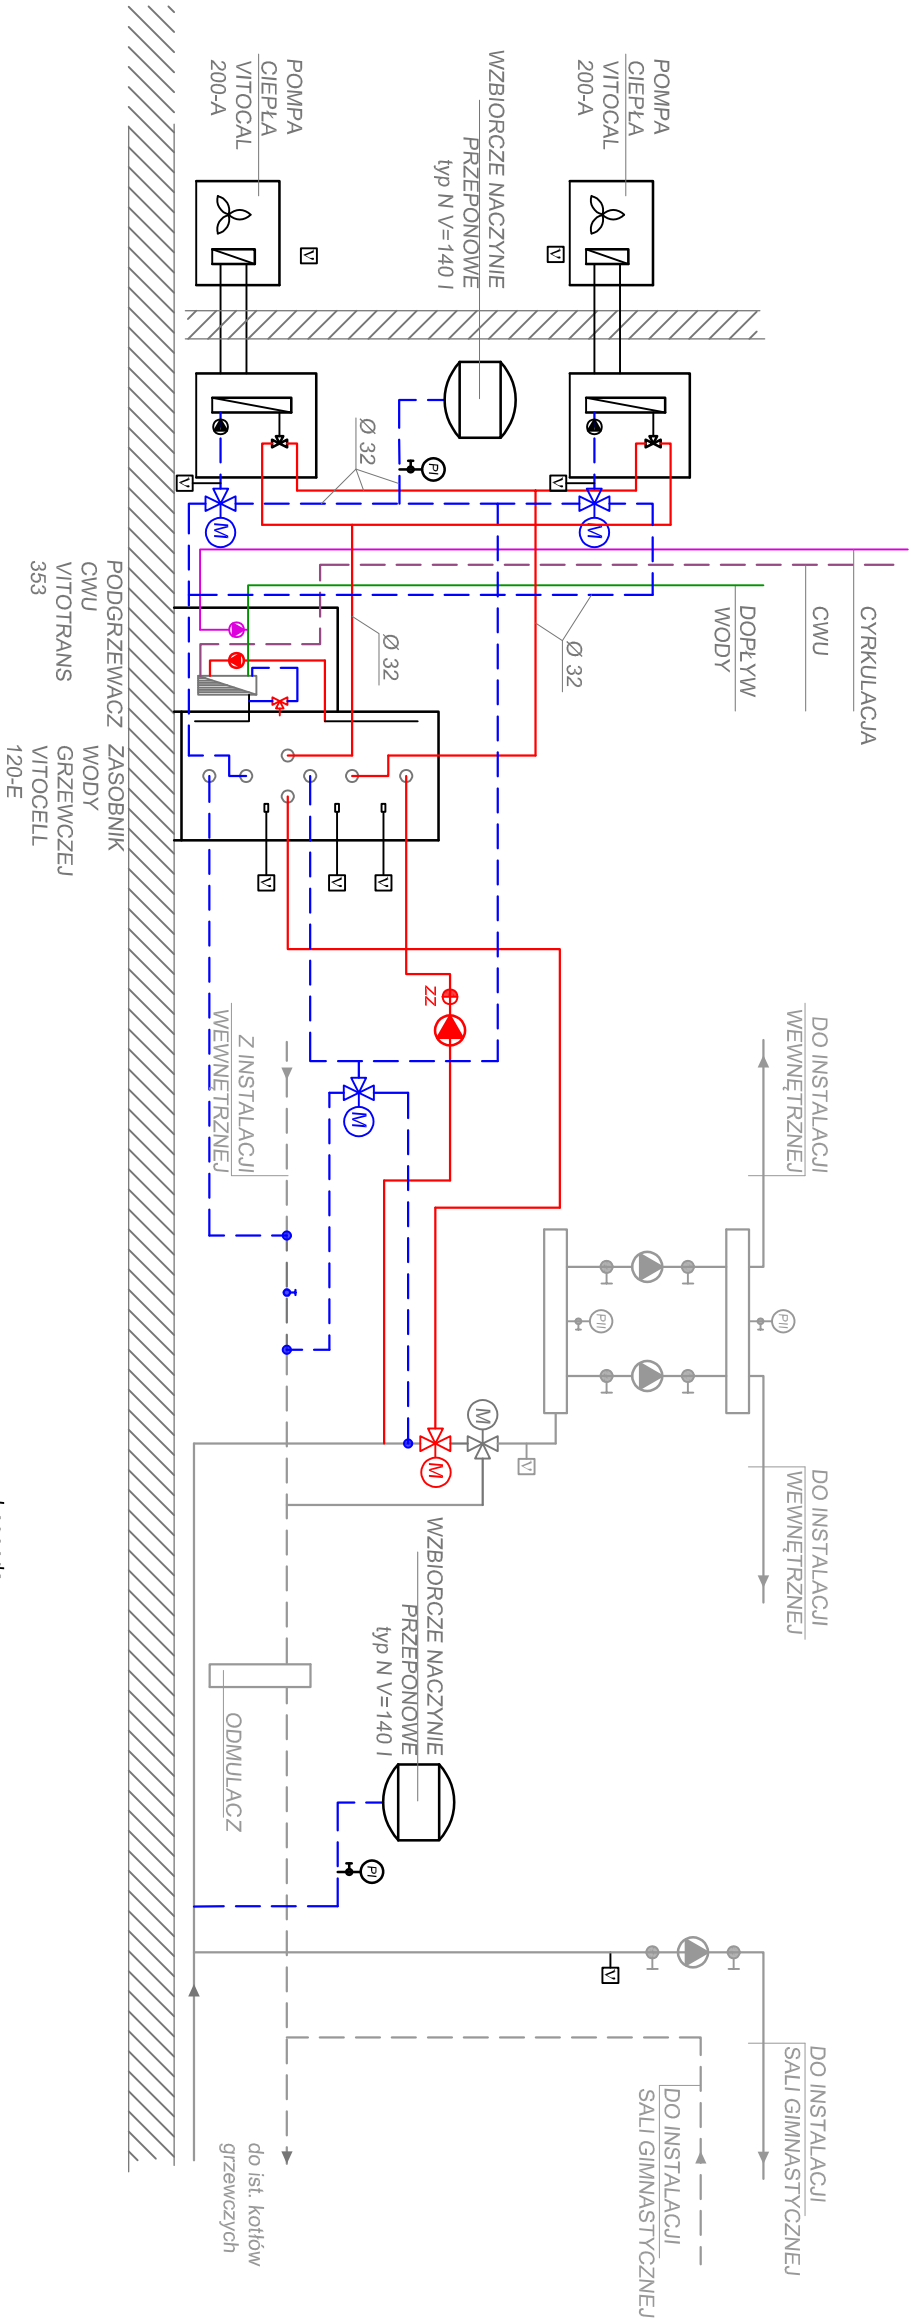 POMPA
CIEPŁA
VITOCAL
200-A
WZBIORCZE NACZYNIE
PRZEPONOWE
typ N V=140 l
POMPA
CIEPŁA
VITOCAL
200-A
V
V
PI
Ø 32
V
V
M
M
CYRKULACJA
CWU
DOPŁYW
WODY
Ø 32
Ø 32
PODGRZEWACZ
CWU
VITOTRANS
353
ZASOBNIK
WODY
GRZEWCZEJ
VITOCELL
120-E
V
V
V
ZZ
Z INSTALACJI
WEWNĘTRZNEJ
M
DO INSTALACJI
WEWNĘTRZNEJ
PII
PII
M
M
V
DO INSTALACJI
WEWNĘTRZNEJ
WZBIORCZE NACZYNIE
PRZEPONOWE
typ N V=140 l
ODMULACZ
PI
V
DO INSTALACJI
SALI GIMNASTYCZNEJ
DO INSTALACJI
SALI GIMNASTYCZNEJ
do ist. kotłów
grzewczych